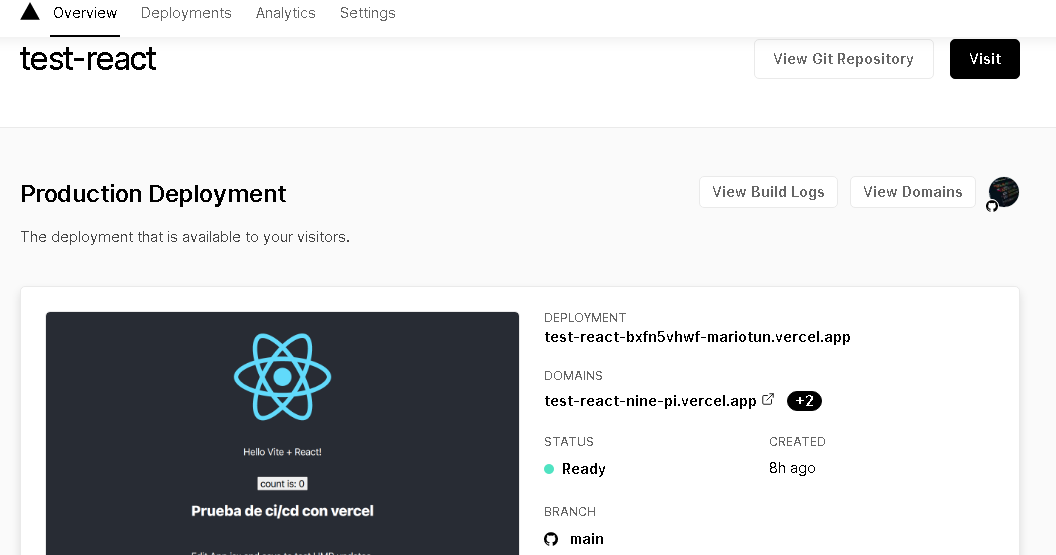 Overview Deployments Analytics Settings
test-react
View Git Repository Visit
Production Deployment
View Build Logs View Domains
The deployment that is available to your visitors.
DEPLOYMENT
test-react-bxfn5vhwf-mariotun.vercel.app
DOMAINS
test-react-nine-pi.vercel.app +2
STATUS CREATED
Ready 8h ago
BRANCH
main
Hello Vite + React!
count is: 0
Prueba de ci/cd con vercel